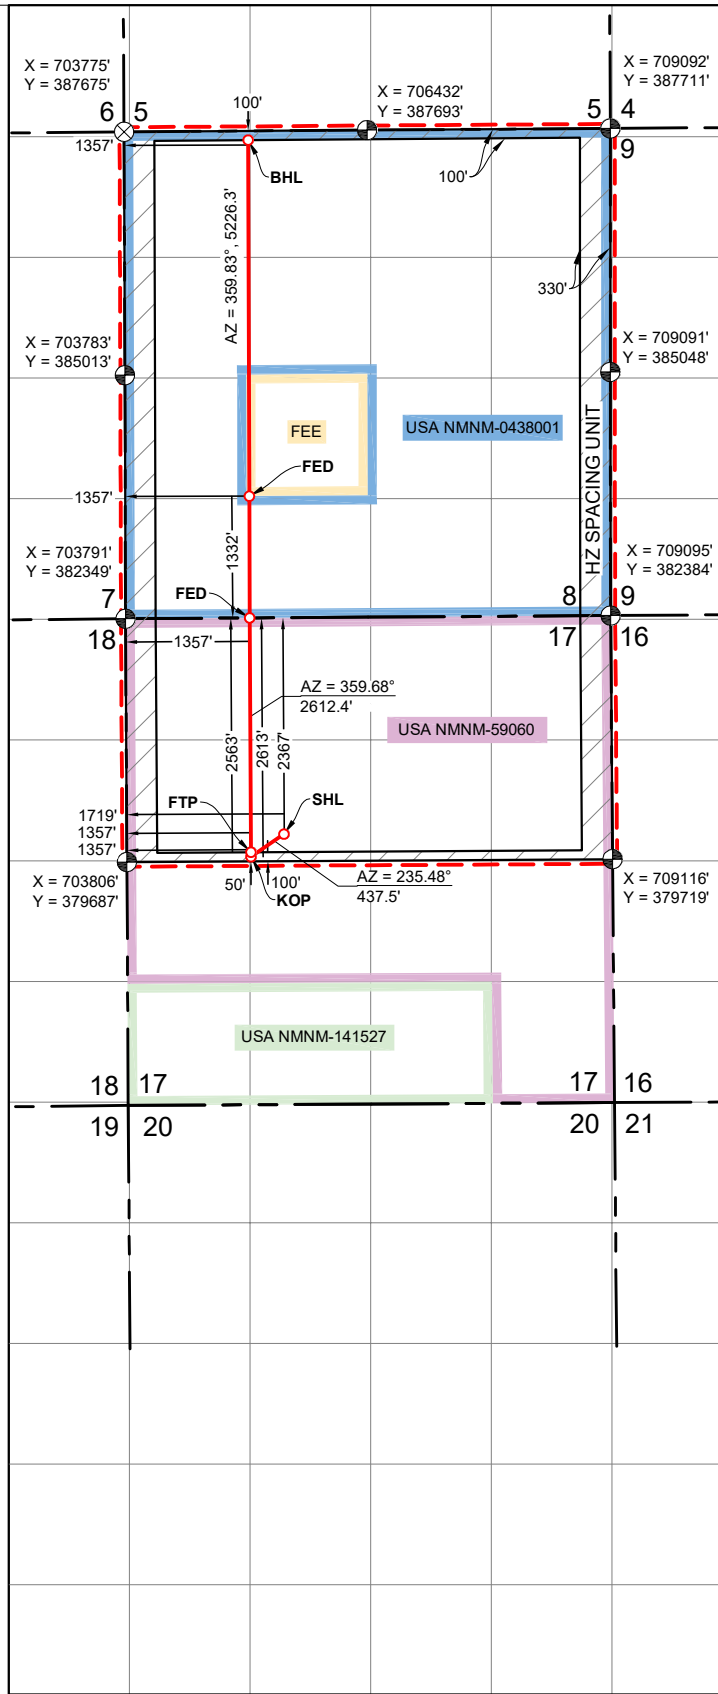 X = 703775'
Y = 387675'
X = 709092'
Y = 387711'
X = 706432'
Y = 387693'
100'
6 5
5 4
9
1357'
BHL
100'
AZ = 359.83°, 5226.3'
330'
X = 703783'
Y = 385013'
X = 709091'
Y = 385048'
FEE
USA NMNM-0438001
HZ SPACING UNIT
FED
1357'
1332'
X = 703791'
Y = 382349'
X = 709095'
Y = 382384'
FED
7
8 9
18
17 16
1357'
AZ = 359.68°
2612.4'
USA NMNM-59060
2563'
2613'
2367'
FTP
SHL
1719'
1357'
1357'
X = 703806'
Y = 379687'
50'
100'
KOP
AZ = 235.48°
437.5'
X = 709116'
Y = 379719'
USA NMNM-141527
18 17
17 16
19 20
20 21